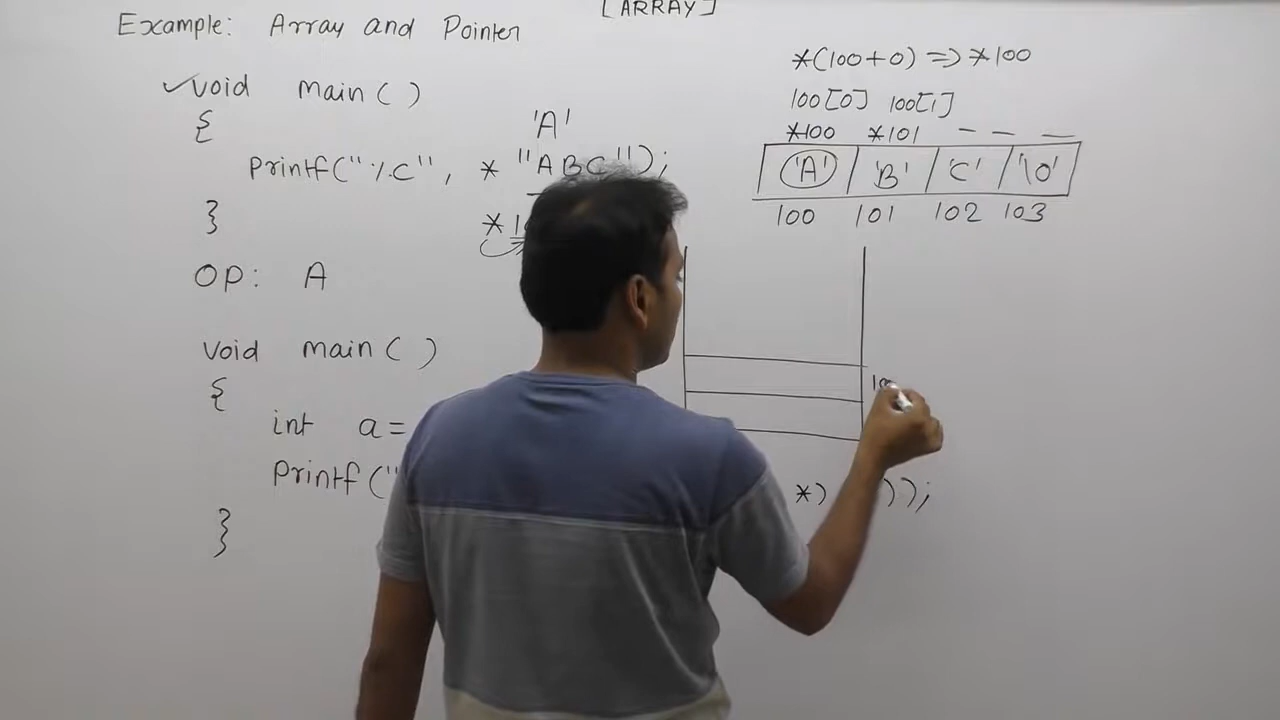 [ARRAY]
Example: Array and Pointer
*(100+0) => *100
void main()
100[0] 100[1]
{
'A'
*100 *101 - - -
printf("%c", * "ABC");
'A' 'B' 'C' '\0'
100 101 102 103
}
*
OP: A
void main()
{
int a=
printf("
*) ));
}